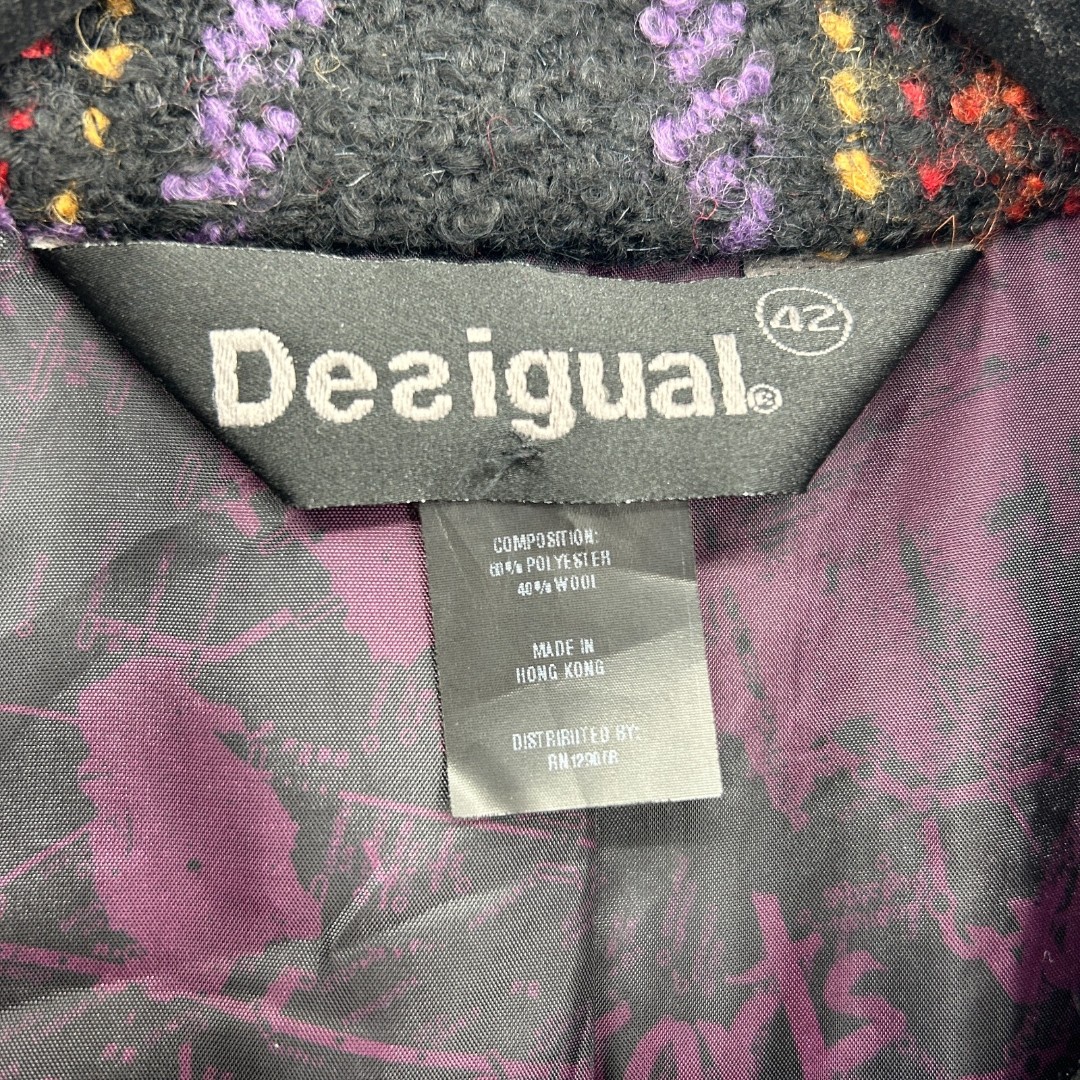 Desigual®
42
COMPOSITION:
60% POLYESTER
40% WOOL
MADE IN
HONG KONG
DISTRIBUTED BY: